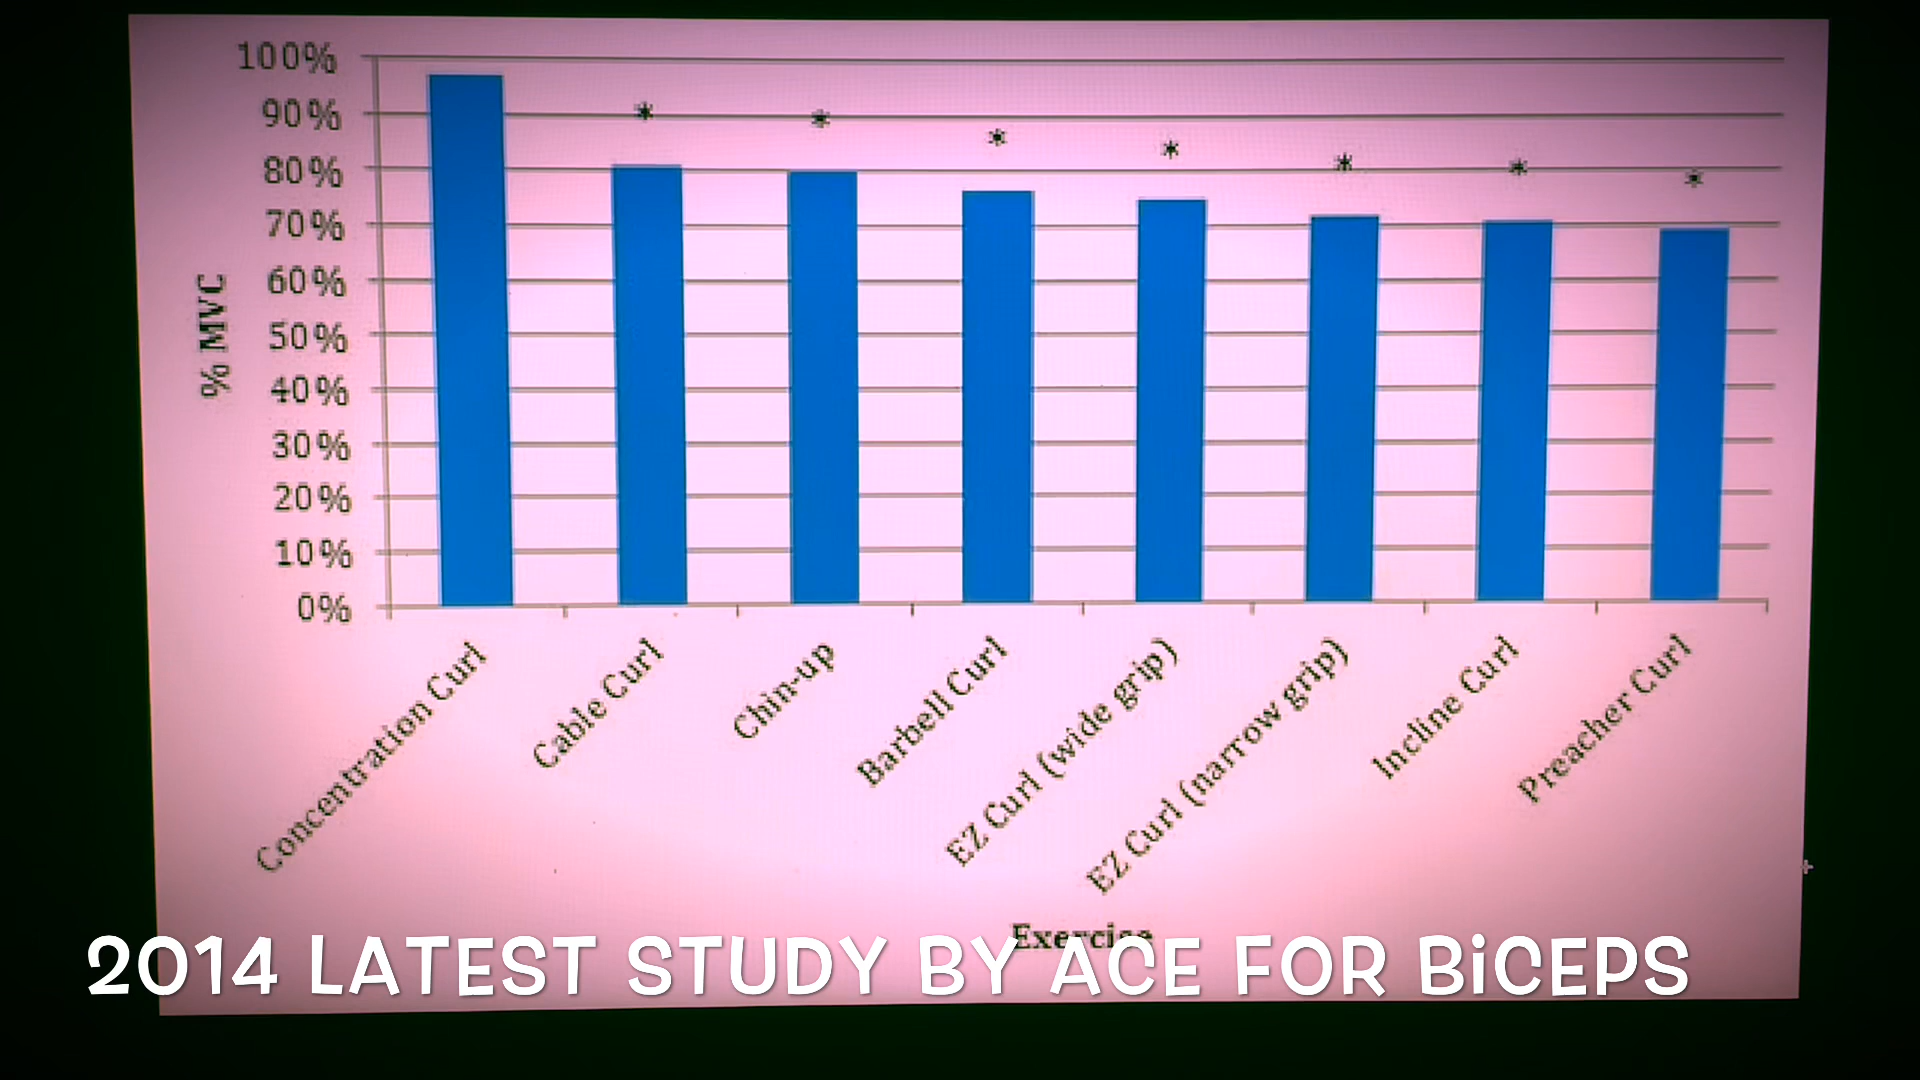 100%
90%
80%
70%
60%
50%
40%
30%
20%
10%
0%
% MVC
*
*
*
*
*
*
*
Concentration Curl
Cable Curl
Chin-up
Barbell Curl
EZ Curl (wide grip)
EZ Curl (narrow grip)
Incline Curl
Preacher Curl
Exercise
2014 LATEST STUDY BY ACE FOR BiCEPS